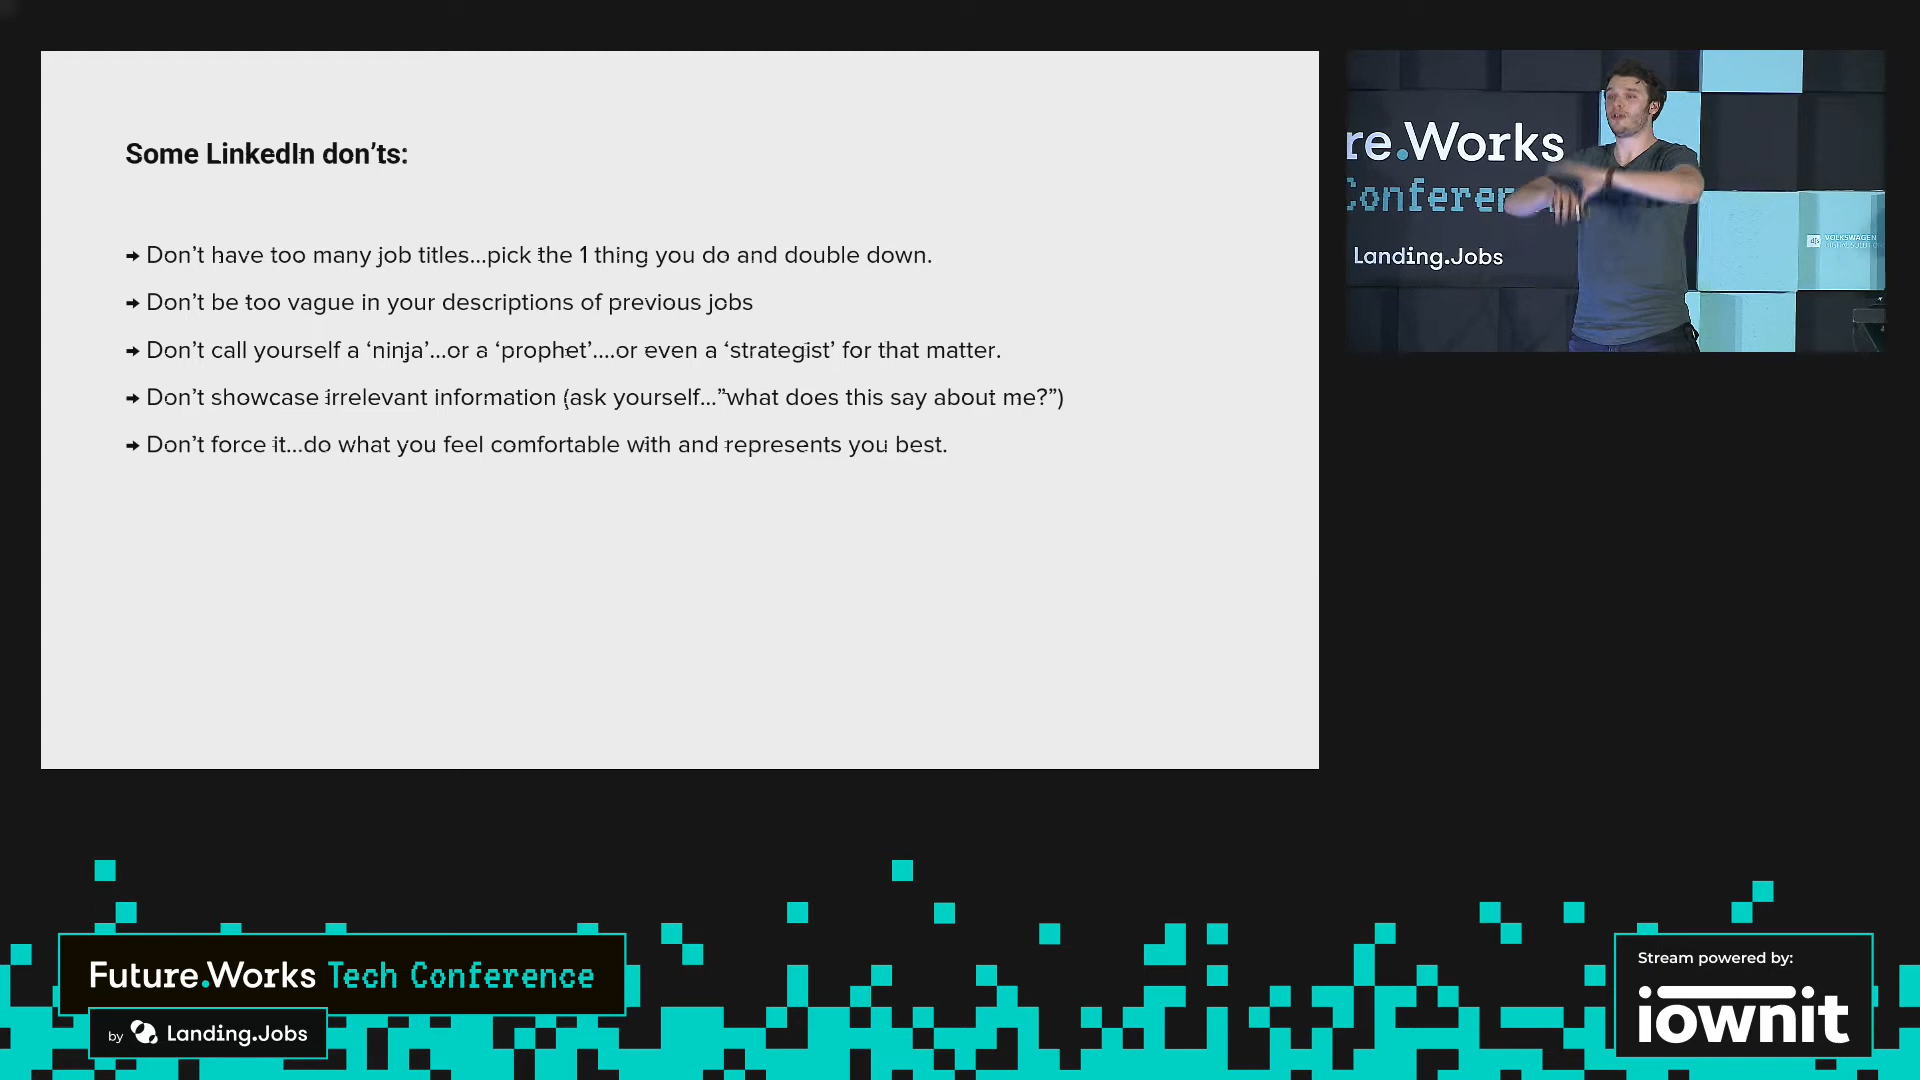 Some LinkedIn don’ts:
➜ Don’t have too many job titles...pick the 1 thing you do and double down.
➜ Don’t be too vague in your descriptions of previous jobs
➜ Don’t call yourself a ‘ninja’...or a ‘prophet’....or even a ‘strategist’ for that matter.
➜ Don’t showcase irrelevant information (ask yourself...”what does this say about me?”)
➜ Don’t force it...do what you feel comfortable with and represents you best.
re.Works
Conferen
Landing.Jobs
VOLKSWAGEN
Future.Works Tech Conference
by Landing.Jobs
Stream powered by:
iownit